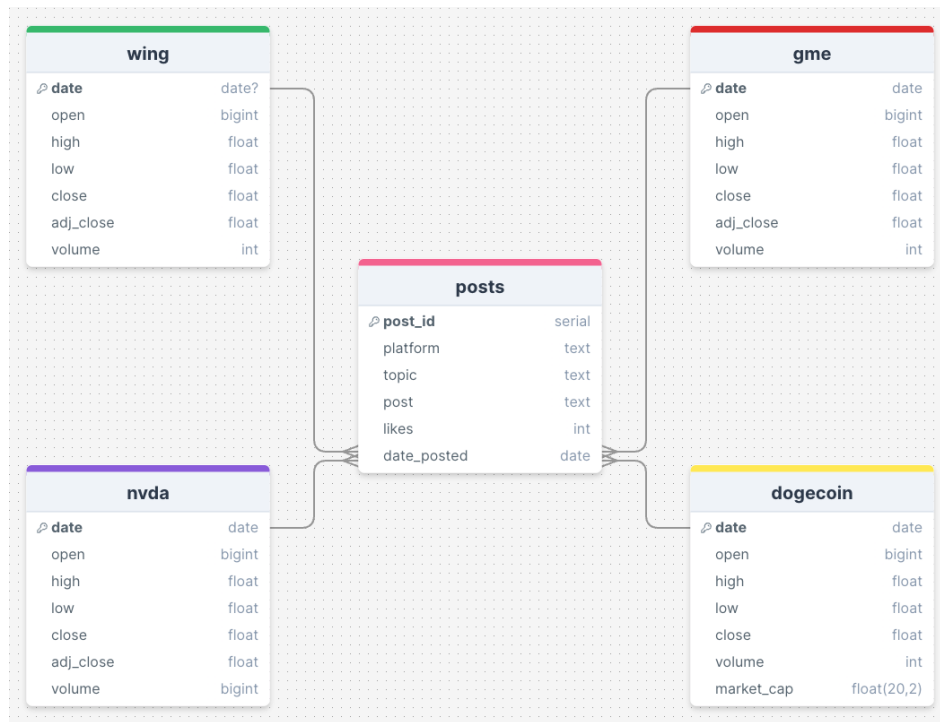 wing
date date?
open bigint
high float
low float
close float
adj_close float
volume int
gme
date date
open bigint
high float
low float
close float
adj_close float
volume int
posts
post_id serial
platform text
topic text
post text
likes int
date_posted date
nvda
date date
open bigint
high float
low float
close float
adj_close float
volume bigint
dogecoin
date date
open bigint
high float
low float
close float
volume int
market_cap float(20,2)